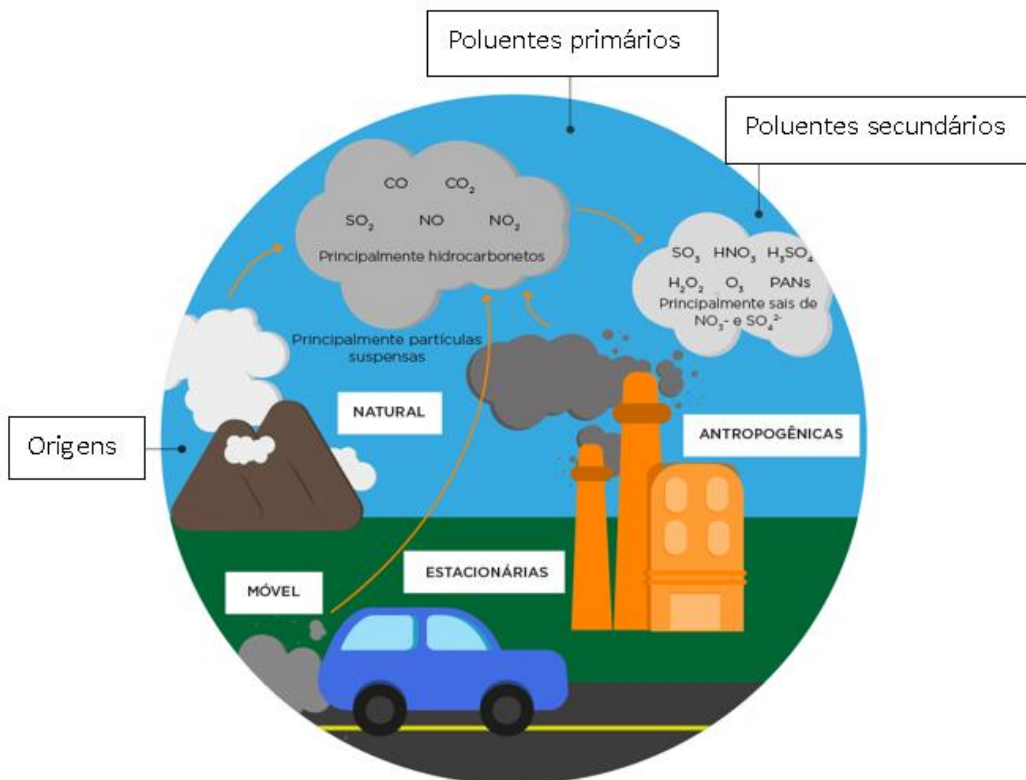 Poluentes primários
Poluentes secundários
CO CO₂
SO₂ NO NO₂
Principalmente hidrocarbonetos
SO₃ HNO₃ H₃SO₄
H₂O₂ O₃ PANs
Principalmente sais de
NO₃- e SO₄²-
Principalmente partículas
suspensas
NATURAL
ANTROPOGÊNICAS
Origens
ESTACIONÁRIAS
MÓVEL